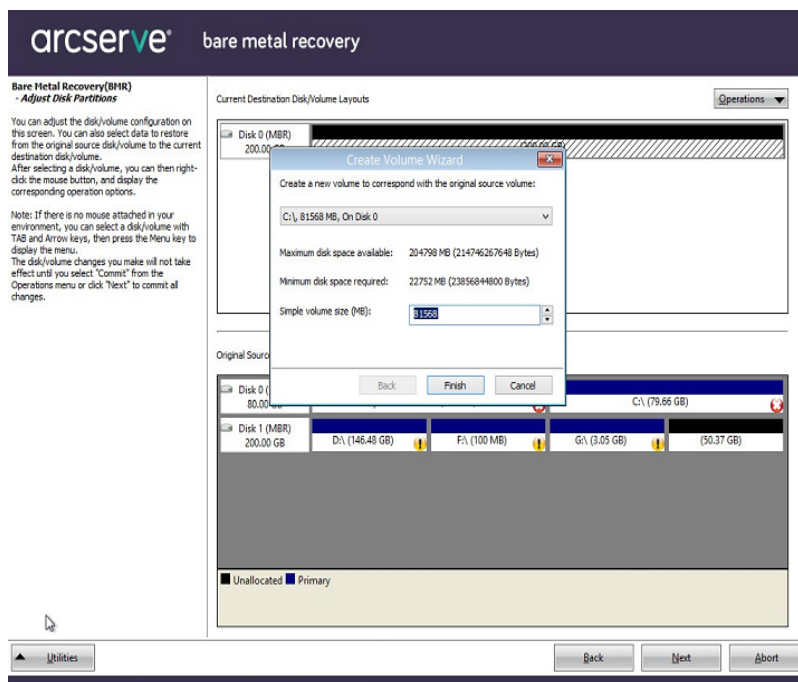 arcserve® bare metal recovery
Bare Metal Recovery(BMR)
- Adjust Disk Partitions
You can adjust the disk/volume configuration on
this screen. You can also select data to restore
from the original source disk/volume to the current
destination disk/volume.
After selecting a disk/volume, you can then right-
click the mouse button, and display the
corresponding operation options.
Note: If there is no mouse attached in your
environment, you can select a disk/volume with
TAB and Arrow keys, then press the Menu key to
display the menu.
The disk/volume changes you make will not take
effect until you select "Commit" from the
Operations menu or click "Next" to commit all
changes.
Current Destination Disk/Volume Layouts
Operations
Disk 0 (MBR)
200.00
Create Volume Wizard
Create a new volume to correspond with the original source volume:
C:\, 81568 MB, On Disk 0
Maximum disk space available: 204798 MB (214746267648 Bytes)
Minimum disk space required: 22752 MB (23856844800 Bytes)
Simple volume size (MB): 81568
Back Finish Cancel
Original Sourc
Disk 0 (
80.00
C:\ (79.66 GB)
Disk 1 (MBR)
200.00 GB
D:\ (146.48 GB)
F:\ (100 MB)
G:\ (3.05 GB)
(50.37 GB)
Unallocated Primary
Utilities
Back Next Abort